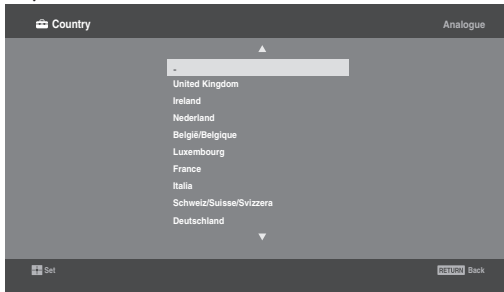 Country
Analogue
-
United Kingdom
Ireland
Nederland
België/Belgique
Luxembourg
France
Italia
Schweiz/Suisse/Svizzera
Deutschland
Set
RETURN Back